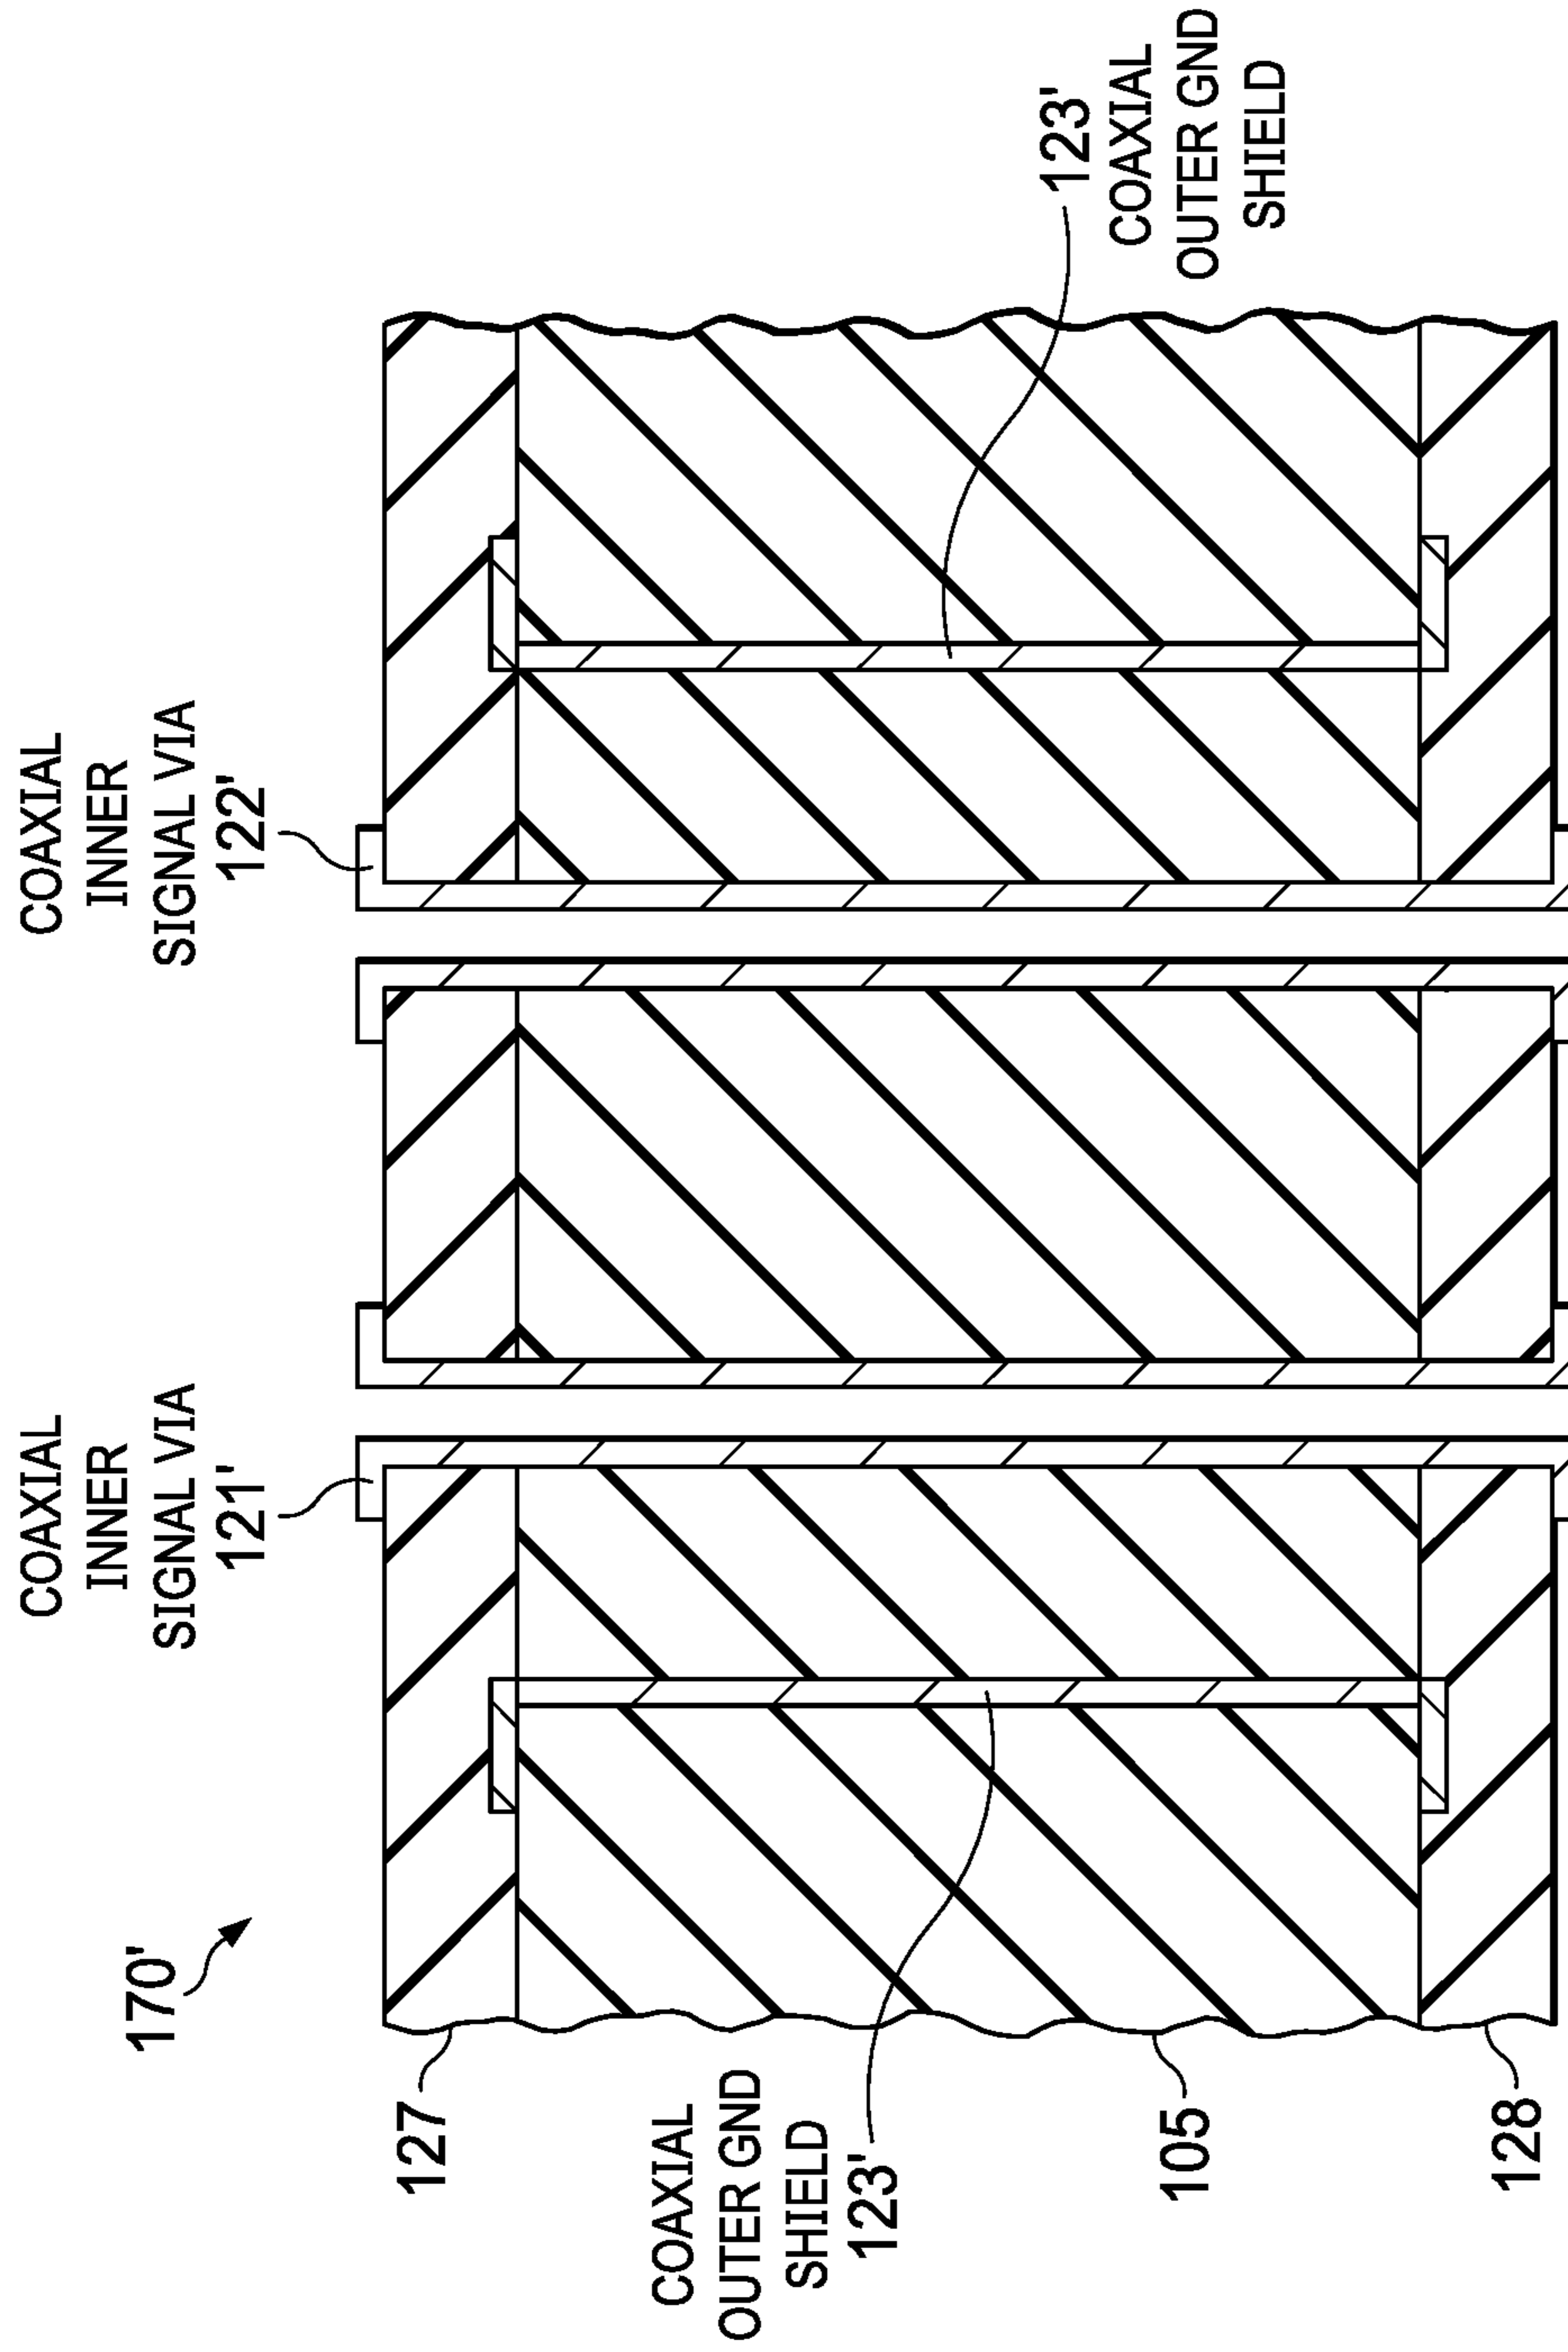 170'
COAXIAL
INNER
SIGNAL VIA
121'
COAXIAL
INNER
SIGNAL VIA
122'
127
COAXIAL
OUTER GND
SHIELD
123'
105
128
123'
COAXIAL
OUTER GND
SHIELD